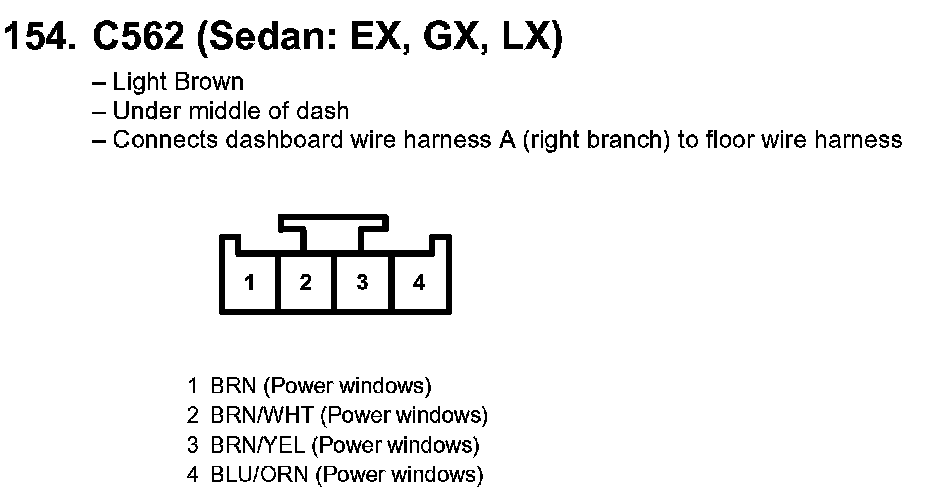 154. C562 (Sedan: EX, GX, LX)
– Light Brown
– Under middle of dash
– Connects dashboard wire harness A (right branch) to floor wire harness
1 2 3 4
1 BRN (Power windows)
2 BRN/WHT (Power windows)
3 BRN/YEL (Power windows)
4 BLU/ORN (Power windows)